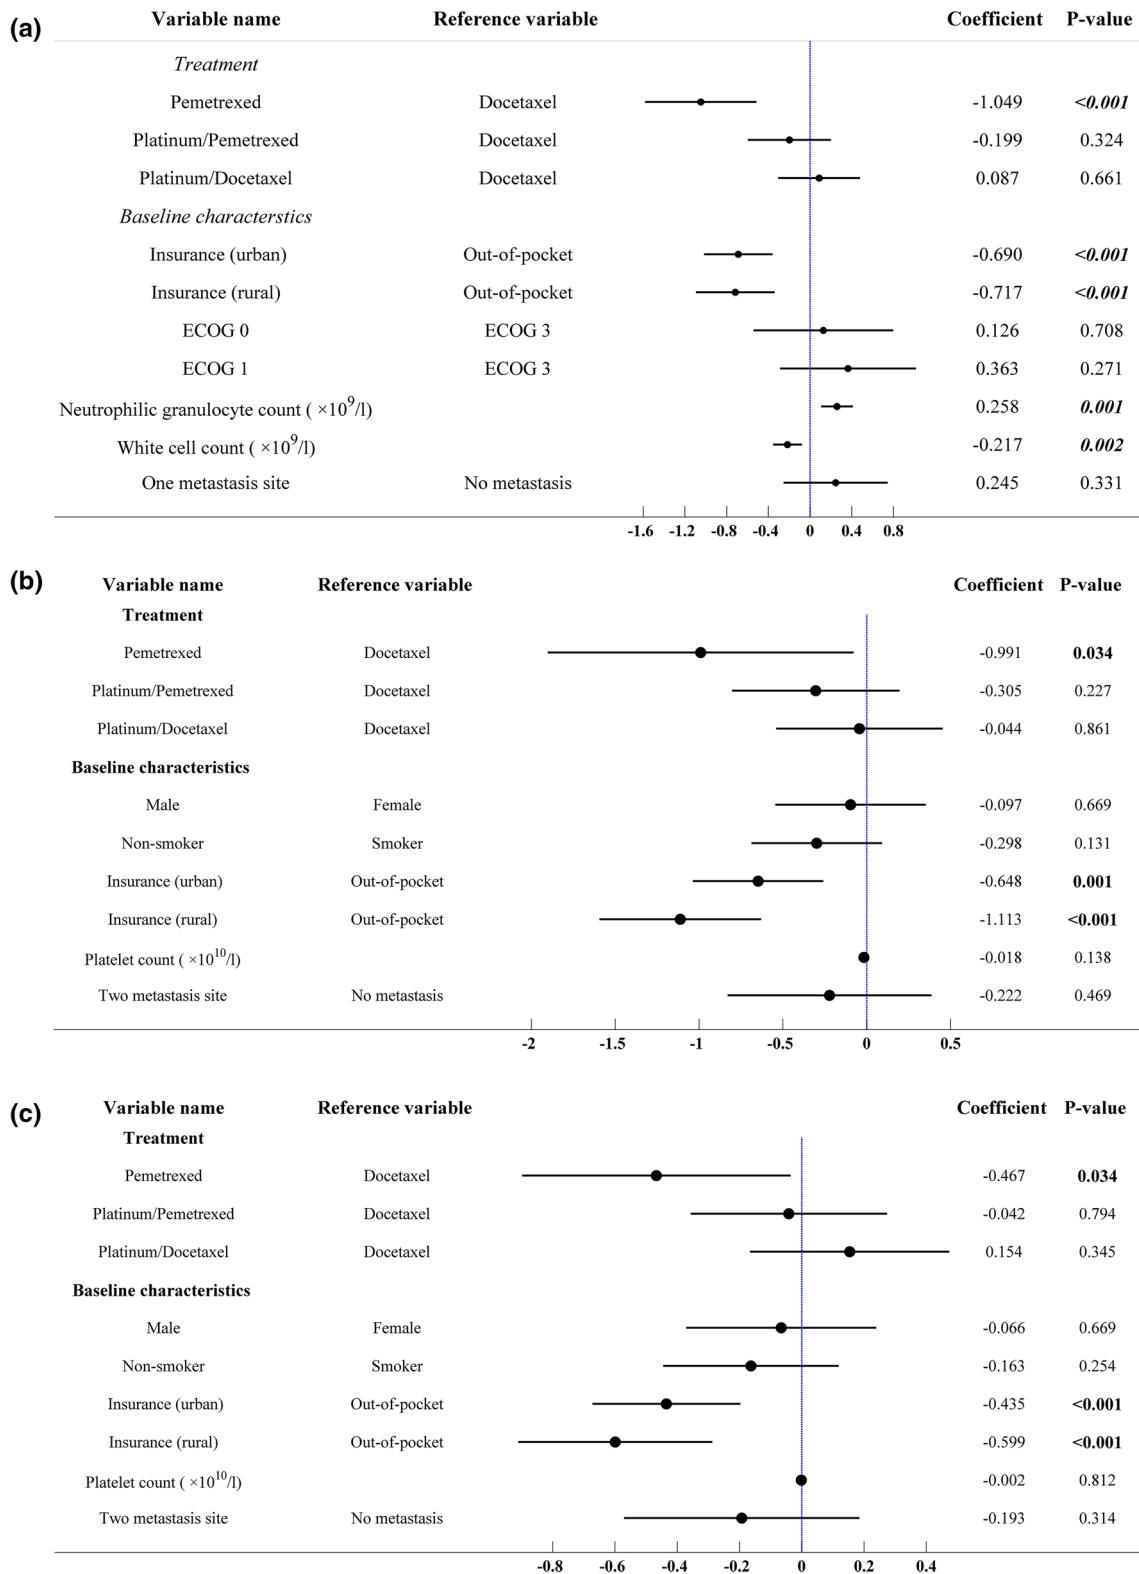 (a) Variable name Reference variable Coefficient P-value
Treatment
Pemetrexed Docetaxel -1.049 <0.001
Platinum/Pemetrexed Docetaxel -0.199 0.324
Platinum/Docetaxel Docetaxel 0.087 0.661
Baseline characterstics
Insurance (urban) Out-of-pocket -0.690 <0.001
Insurance (rural) Out-of-pocket -0.717 <0.001
ECOG 0 ECOG 3 0.126 0.708
ECOG 1 ECOG 3 0.363 0.271
Neutrophilic granulocyte count ( ×10^9/l) 0.258 0.001
White cell count ( ×10^9/l) -0.217 0.002
One metastasis site No metastasis 0.245 0.331
-1.6 -1.2 -0.8 -0.4 0 0.4 0.8
(b) Variable name Reference variable Coefficient P-value
Treatment
Pemetrexed Docetaxel -0.991 0.034
Platinum/Pemetrexed Docetaxel -0.305 0.227
Platinum/Docetaxel Docetaxel -0.044 0.861
Baseline characteristics
Male Female -0.097 0.669
Non-smoker Smoker -0.298 0.131
Insurance (urban) Out-of-pocket -0.648 0.001
Insurance (rural) Out-of-pocket -1.113 <0.001
Platelet count ( ×10^10/l) -0.018 0.138
Two metastasis site No metastasis -0.222 0.469
-2 -1.5 -1 -0.5 0 0.5
(c) Variable name Reference variable Coefficient P-value
Treatment
Pemetrexed Docetaxel -0.467 0.034
Platinum/Pemetrexed Docetaxel -0.042 0.794
Platinum/Docetaxel Docetaxel 0.154 0.345
Baseline characteristics
Male Female -0.066 0.669
Non-smoker Smoker -0.163 0.254
Insurance (urban) Out-of-pocket -0.435 <0.001
Insurance (rural) Out-of-pocket -0.599 <0.001
Platelet count ( ×10^10/l) -0.002 0.812
Two metastasis site No metastasis -0.193 0.314
-0.8 -0.6 -0.4 -0.2 0 0.2 0.4